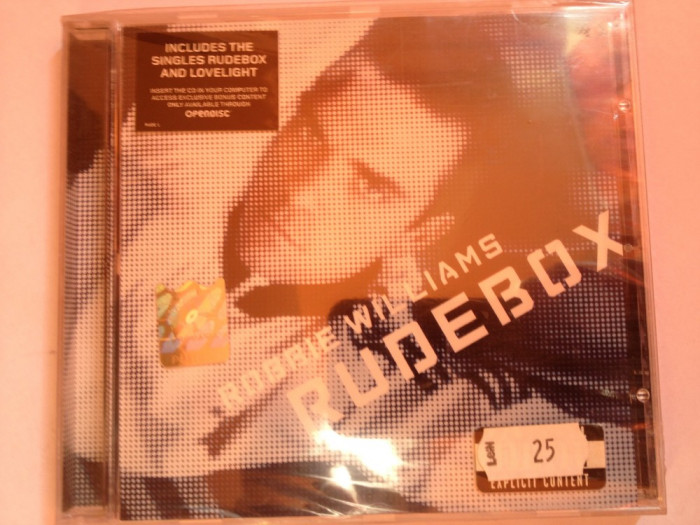 INCLUDES THE
SINGLES RUDEBOX
AND LOVELIGHT
INSERT THE CD IN YOUR COMPUTER TO
ACCESS EXCLUSIVE BONUS CONTENT
ONLY AVAILABLE THROUGH
OPENDISC
ROBBIE WILLIAMS
RUDEBOX
25
EXPLICIT CONTENT